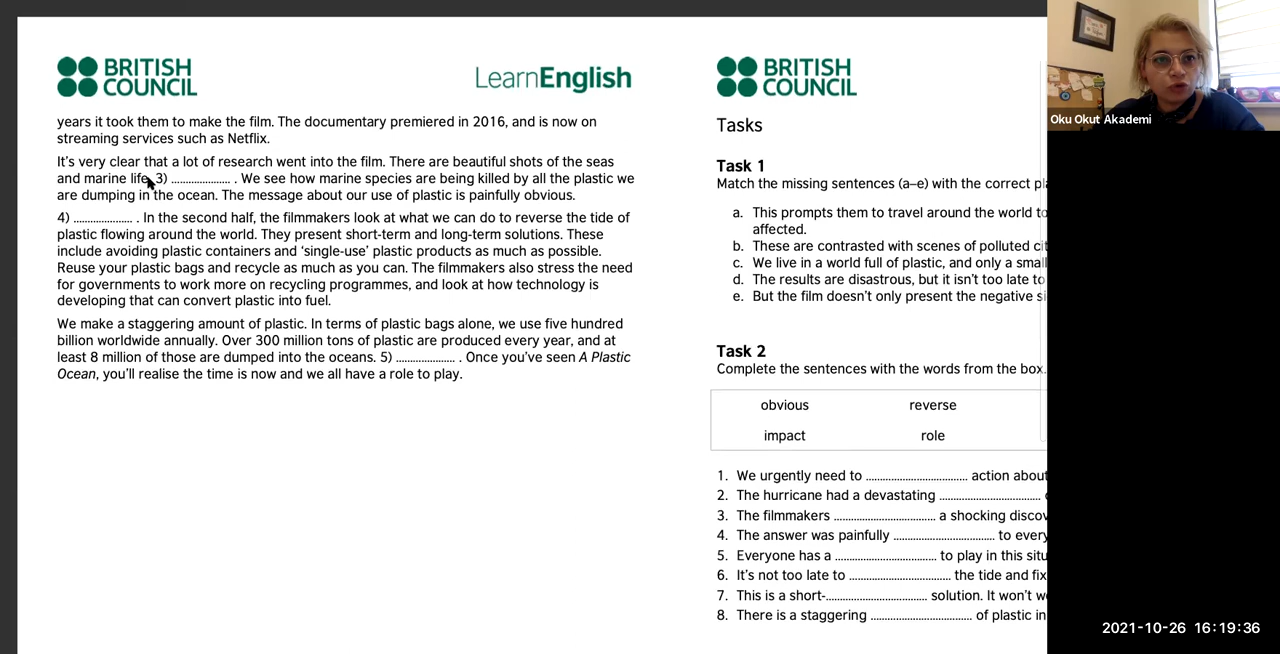 BRITISH
COUNCIL
LearnEnglish
years it took them to make the film. The documentary premiered in 2016, and is now on
streaming services such as Netflix.
It's very clear that a lot of research went into the film. There are beautiful shots of the seas
and marine life. 3) ..................... . We see how marine species are being killed by all the plastic we
are dumping in the ocean. The message about our use of plastic is painfully obvious.
4) ..................... . In the second half, the filmmakers look at what we can do to reverse the tide of
plastic flowing around the world. They present short-term and long-term solutions. These
include avoiding plastic containers and ‘single-use’ plastic products as much as possible.
Reuse your plastic bags and recycle as much as you can. The filmmakers also stress the need
for governments to work more on recycling programmes, and look at how technology is
developing that can convert plastic into fuel.
We make a staggering amount of plastic. In terms of plastic bags alone, we use five hundred
billion worldwide annually. Over 300 million tons of plastic are produced every year, and at
least 8 million of those are dumped into the oceans. 5) ..................... . Once you've seen A Plastic
Ocean, you'll realise the time is now and we all have a role to play.
BRITISH
COUNCIL
Tasks
Task 1
Match the missing sentences (a–e) with the correct
a. This prompts them to travel around the world
affected.
b. These are contrasted with scenes of polluted
c. We live in a world full of plastic, and only a
d. The results are disastrous, but it isn't too late to
e. But the film doesn't only present the negative
Task 2
Complete the sentences with the words from the box.
obvious reverse
impact role
1. We urgently need to .................................. action about
2. The hurricane had a devastating ..................................
3. The filmmakers .................................. a shocking
4. The answer was painfully .................................. to
5. Everyone has a .................................. to play in this
6. It's not too late to .................................. the tide and
7. This is a short-.................................. solution. It
8. There is a staggering .................................. of plastic in
Oku Okut Akademi
2021-10-26 16:19:36